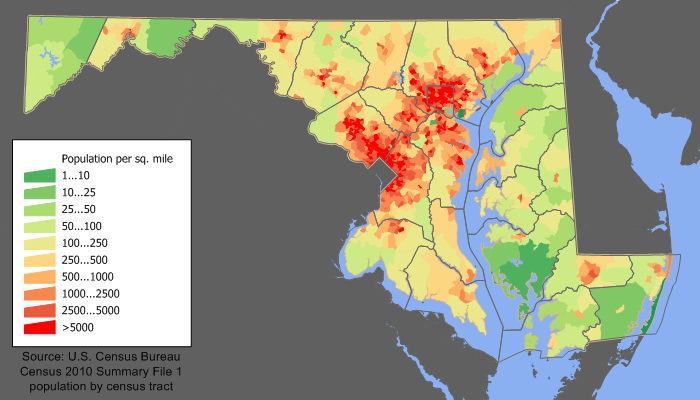 Population per sq. mile
1...10
10...25
25...50
50...100
100...250
250...500
500...1000
1000...2500
2500...5000
>5000
Source: U.S. Census Bureau
Census 2010 Summary File 1
population by census tract